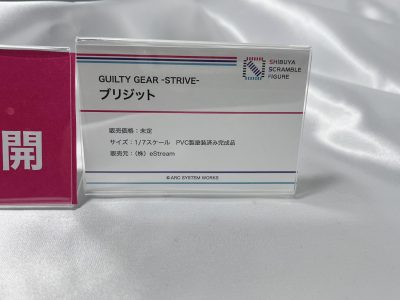 開
SHIBUYA
SCRAMBLE
FIGURE
GUILTY GEAR -STRIVE-
ブリジット
販売価格：未定
サイズ：1/7スケール　PVC製塗装済み完成品
販売元：（株）eStream
©ARC SYSTEM WORKS